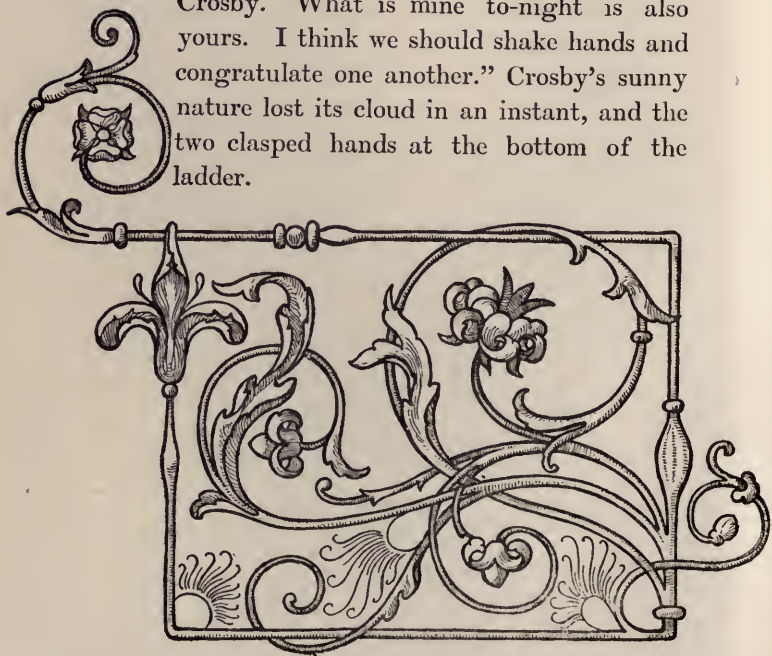 Crosby. "What is mine to-night is also
yours. I think we should shake hands and
congratulate one another." Crosby's sunny
nature lost its cloud in an instant, and the
two clasped hands at the bottom of the
ladder.